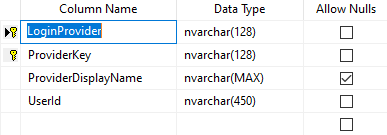 Column Name Data Type Allow Nulls
LoginProvider nvarchar(128)
ProviderKey nvarchar(128)
ProviderDisplayName nvarchar(MAX)
UserId nvarchar(450)